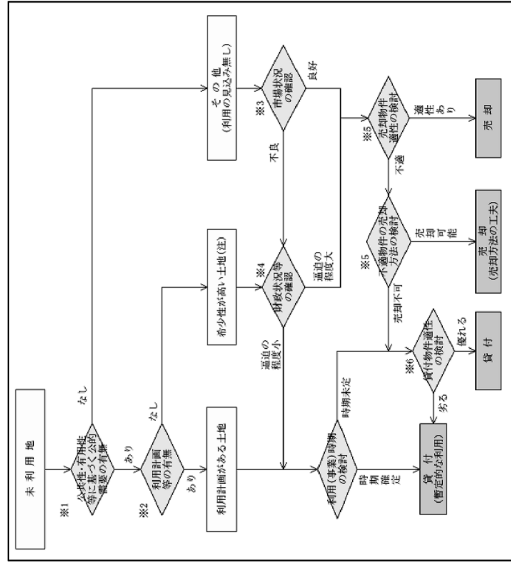 未利用地
※1
公共性・有用性
等に基づく公的
需要の有無
なし
あり
※2
利用計画
等の有無
なし
あり
利用計画がある土地
希少性が高い土地(注)
その他
(利用の見込み無し)
※3
市場状況
の確認
不良
良好
※4
財政状況等
の確認
逼迫の
程度小
逼迫の
程度大
利用(事業)時期
の検討
時期未定
時期確定
※5
売却物件
適性の検討
不適
適性あり
※5
不適物件の売却
方法の検討
売却不可
売却可能
※6
貸付物件適性
の検討
劣る
優れる
貸付
(暫定的な利用)
貸付
売却
(売却方法の工夫)
売却